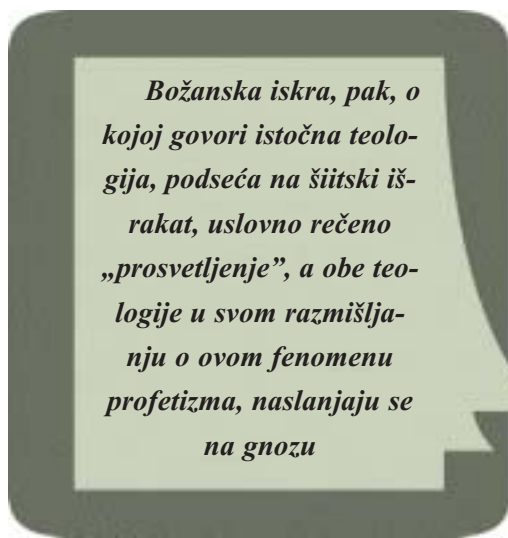 Božanska iskra, pak, o
kojoj govori istočna teolo-
gija, podseća na šiitski iš-
rakat, uslovno rečeno
„prosvetljenje”, a obe teo-
logije u svom razmišlja-
nju o ovom fenomenu
profetizma, naslanjaju se
na gnozu